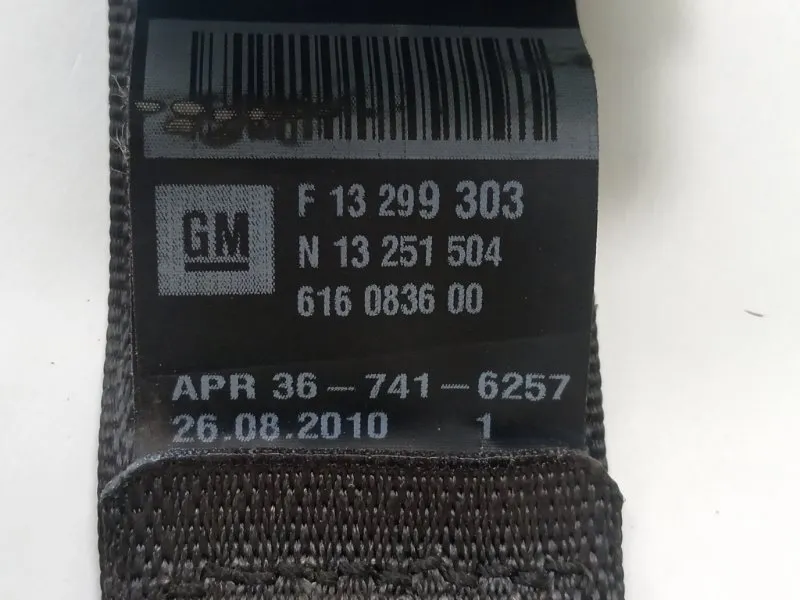 GM
F 13 299 303
N 13 251 504
616 0836 00
APR 36-741-6257
26.08.2010 1